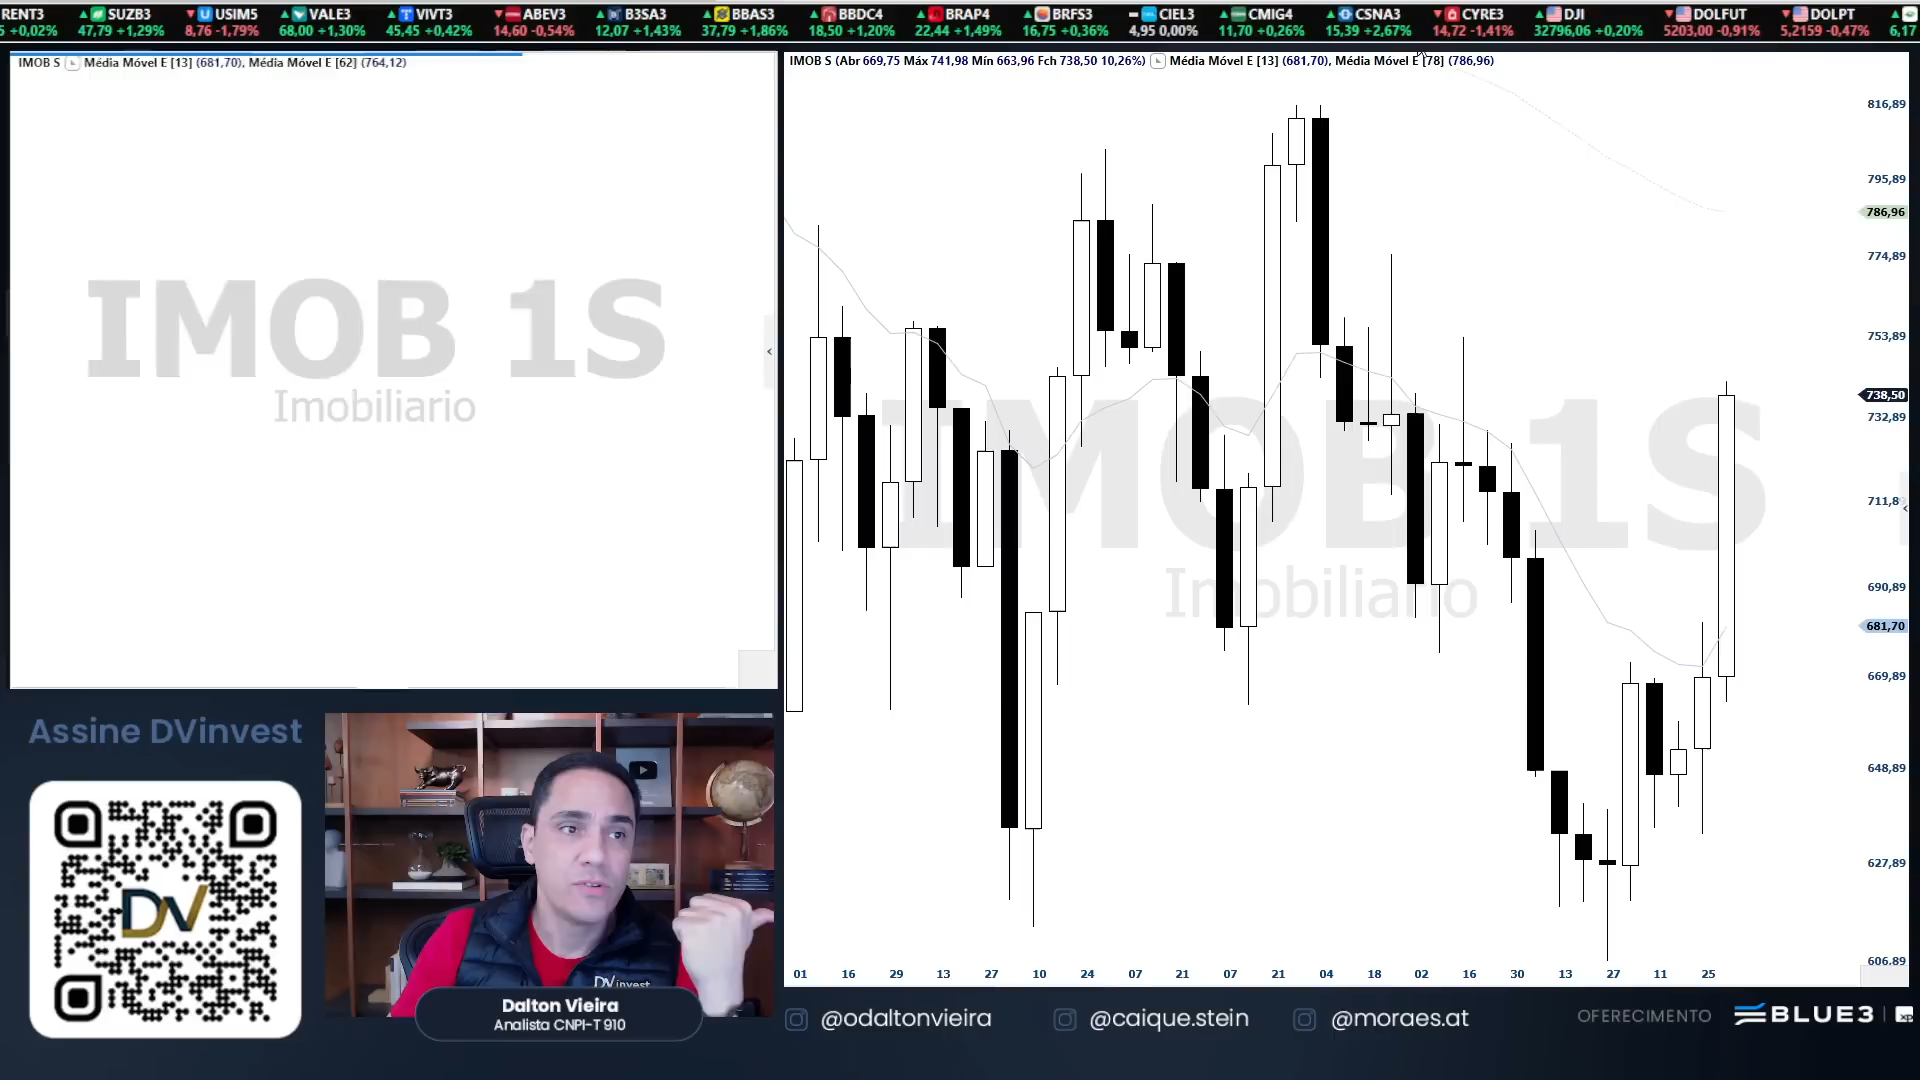 RENT3
5 +0,02%
SUZB3
47,79 +1,29%
USIM5
8,76 -1,79%
VALE3
68,00 +1,30%
VIVT3
45,45 +0,42%
ABEV3
14,60 -0,54%
B3SA3
12,07 +1,43%
BBAS3
37,79 +1,86%
BBDC4
18,50 +1,20%
BRAP4
22,44 +1,49%
BRFS3
16,75 +0,36%
CIEL3
4,95 0,00%
CMIG4
11,70 +0,26%
CSNA3
15,39 +2,67%
CYRE3
14,72 -1,41%
DJI
32796,06 +0,20%
DOLFUT
5203,00 -0,91%
DOLPT
5,2159 -0,47%
6,17
IMOB S Média Móvel E [13] (681,70), Média Móvel E [62] (764,12)
IMOB 1S
Imobiliario
IMOB S (Abr 669,75 Máx 741,98 Mín 663,96 Fch 738,50 10,26%) Média Móvel E [13] (681,70), Média Móvel E [78] (786,96)
IMOB 1S
Imobiliario
816,89
795,89
786,96
774,89
753,89
738,50
732,89
711,8
690,89
681,70
669,89
648,89
627,89
606,89
01 16 29 13 27 10 24 07 21 07 21 04 18 02 16 30 13 27 11 25
Assine DVinvest
DV
DVinvest
Dalton Vieira
Analista CNPI-T 910
@odaltonvieira
@caique.stein
@moraes.at
OFERECIMENTO
BLUE3
xp